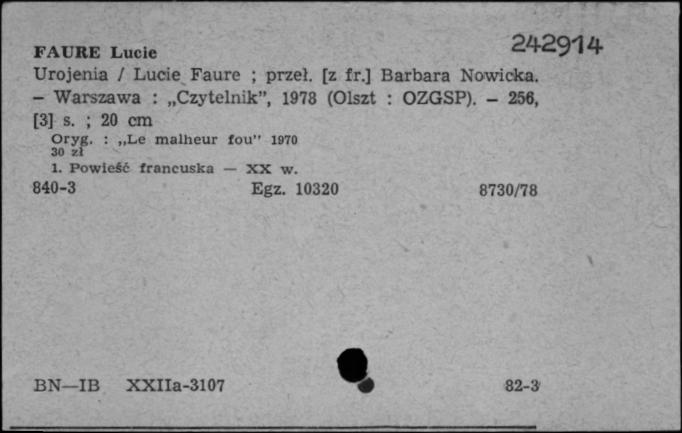 242914
FAURE Lucie
Urojenia / Lucie Faure ; przeł. [z fr.] Barbara Nowicka.
– Warszawa : „Czytelnik”, 1978 (Olszt : OZGSP). – 256,
[3] s. ; 20 cm
Oryg. : „Le malheur fou” 1970
30 zł
1. Powieść francuska — XX w.
840-3 Egz. 10320 8730/78
BN—IB XXIIa-3107 82-3